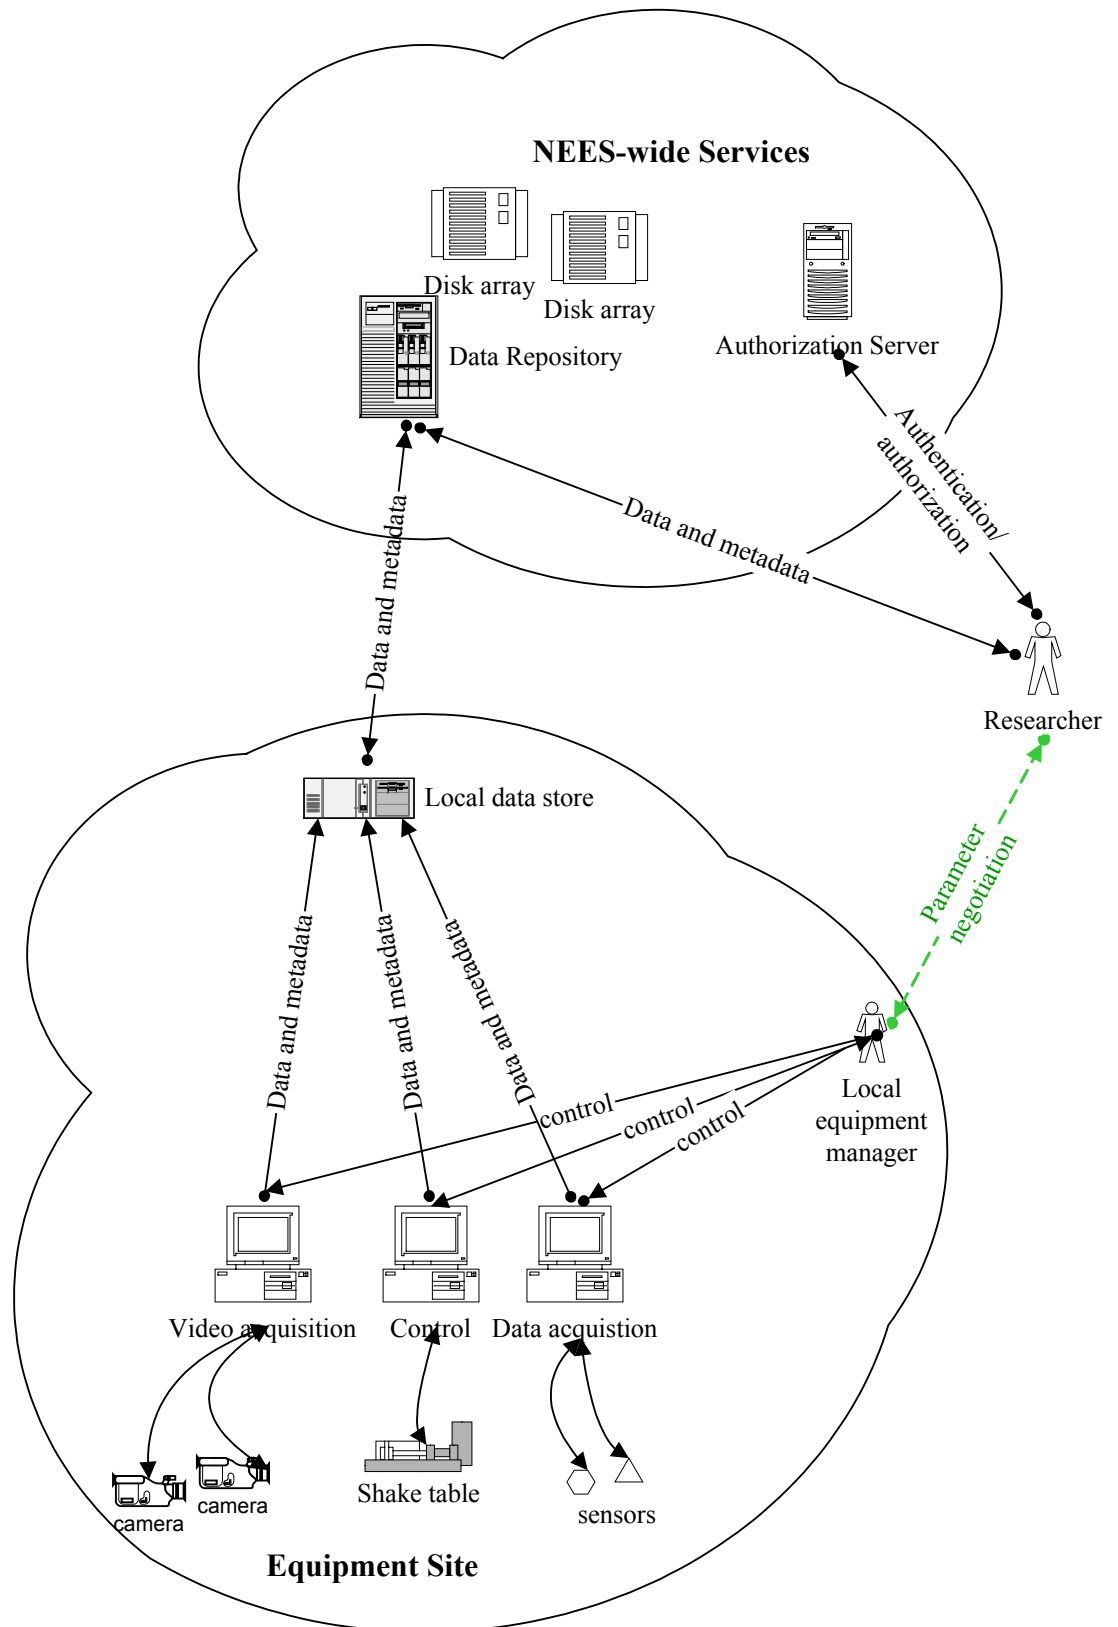 NEES-wide Services
Disk array
Disk array
Data Repository
Authorization Server
Authentication/
authorization
Data and metadata
Data and metadata
Researcher
Local data store
Parameter
negotiation
Data and metadata
Data and metadata
Data and metadata
Local
equipment
manager
control
control
control
Video acquisition
Control
Data acquistion
camera
camera
Shake table
sensors
Equipment Site